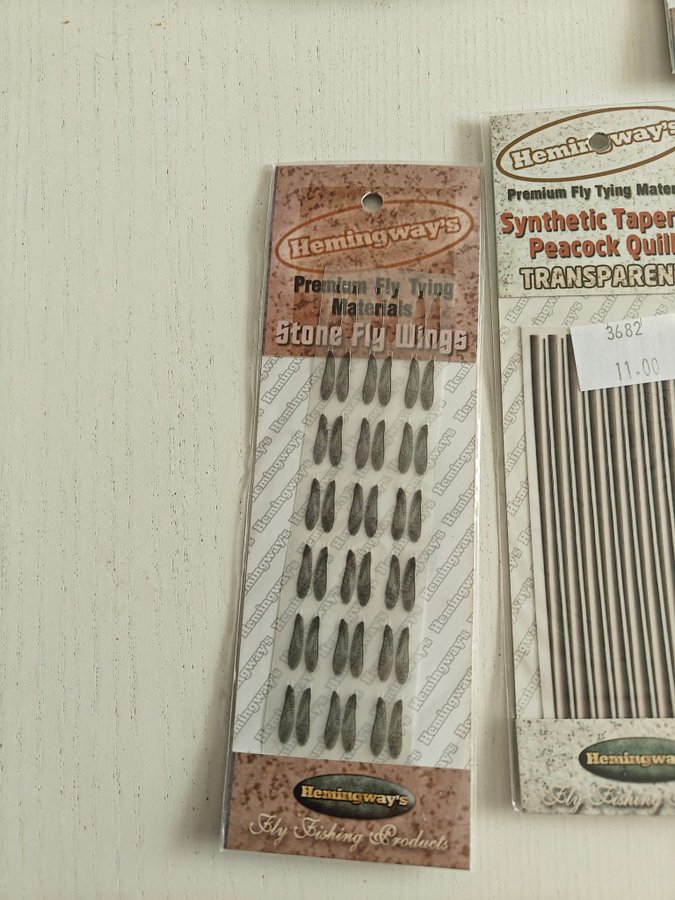 Hemingway's
Premium Fly Tying
Materials
Stone Fly Wings
Hemingway's
Fly Fishing Products
Hemingway's
Premium Fly Tying Mater
Synthetic Taper
Peacock Quill
TRANSPAREN
3682
11.00
Hemingwa
Fly Fishing